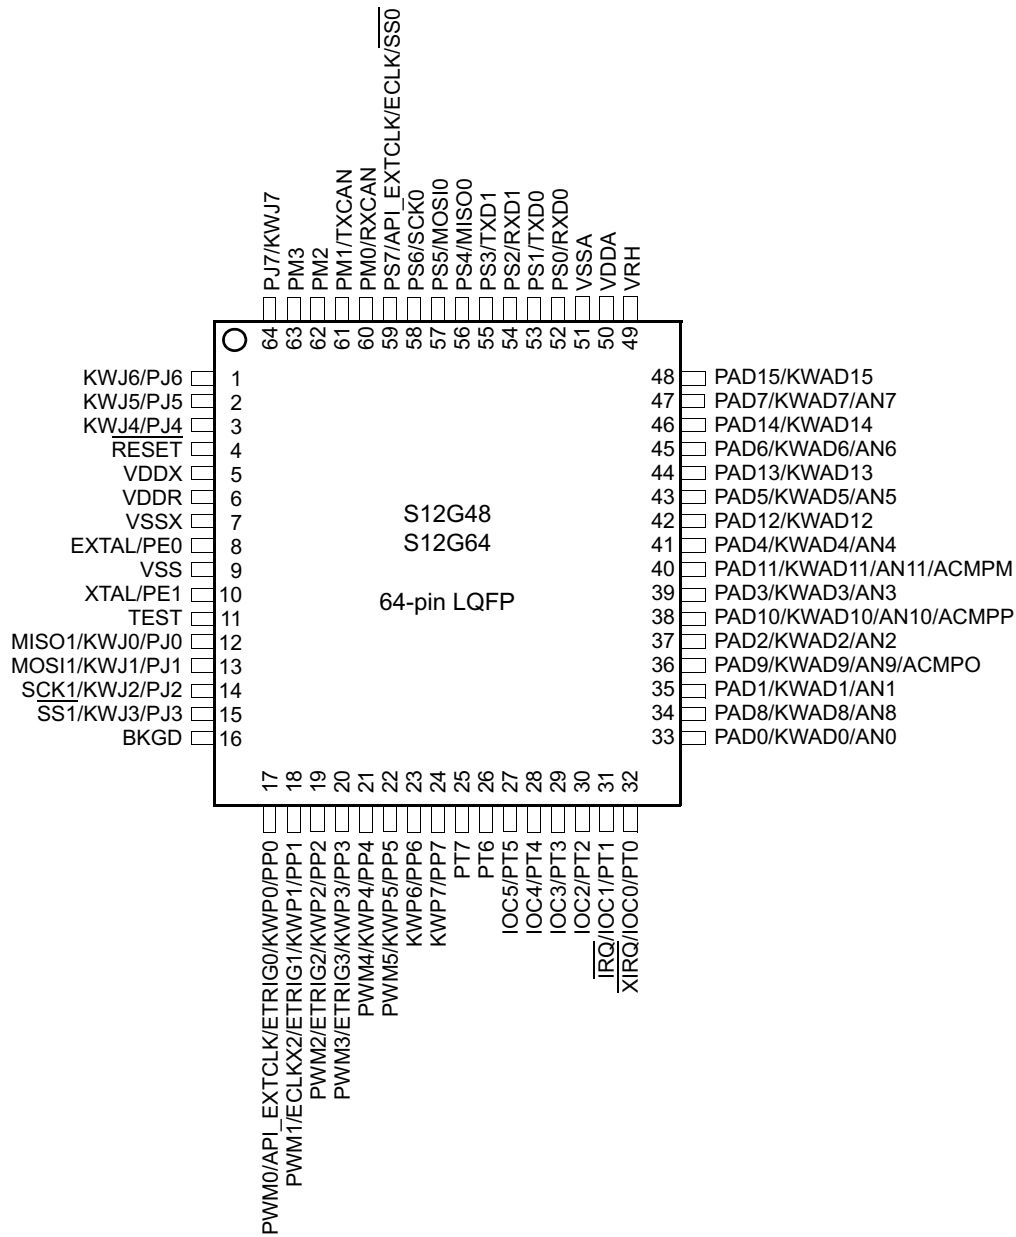 PJ7/KWJ7
PM3
PM2
PM1/TXCAN
PM0/RXCAN
PS7/API_EXTCLK/ECLK/SS0
PS6/SCK0
PS5/MOSI0
PS4/MISO0
PS3/TXD1
PS2/RXD1
PS1/TXD0
PS0/RXD0
VSSA
VDDA
VRH
64
63
62
61
60
59
58
57
56
55
54
53
52
51
50
49
KWJ6/PJ6 1
KWJ5/PJ5 2
KWJ4/PJ4 3
RESET 4
VDDX 5
VDDR 6
VSSX 7
EXTAL/PE0 8
VSS 9
XTAL/PE1 10
TEST 11
MISO1/KWJ0/PJ0 12
MOSI1/KWJ1/PJ1 13
SCK1/KWJ2/PJ2 14
SS1/KWJ3/PJ3 15
BKGD 16
S12G48
S12G64
64-pin LQFP
48 PAD15/KWAD15
47 PAD7/KWAD7/AN7
46 PAD14/KWAD14
45 PAD6/KWAD6/AN6
44 PAD13/KWAD13
43 PAD5/KWAD5/AN5
42 PAD12/KWAD12
41 PAD4/KWAD4/AN4
40 PAD11/KWAD11/AN11/ACMPM
39 PAD3/KWAD3/AN3
38 PAD10/KWAD10/AN10/ACMPP
37 PAD2/KWAD2/AN2
36 PAD9/KWAD9/AN9/ACMPO
35 PAD1/KWAD1/AN1
34 PAD8/KWAD8/AN8
33 PAD0/KWAD0/AN0
17
18
19
20
21
22
23
24
25
26
27
28
29
30
31
32
PWM0/API_EXTCLK/ETRIG0/KWP0/PP0
PWM1/ECLKX2/ETRIG1/KWP1/PP1
PWM2/ETRIG2/KWP2/PP2
PWM3/ETRIG3/KWP3/PP3
PWM4/KWP4/PP4
PWM5/KWP5/PP5
KWP6/PP6
KWP7/PP7
PT7
PT6
IOC5/PT5
IOC4/PT4
IOC3/PT3
IOC2/PT2
IRQ/IOC1/PT1
XIRQ/IOC0/PT0